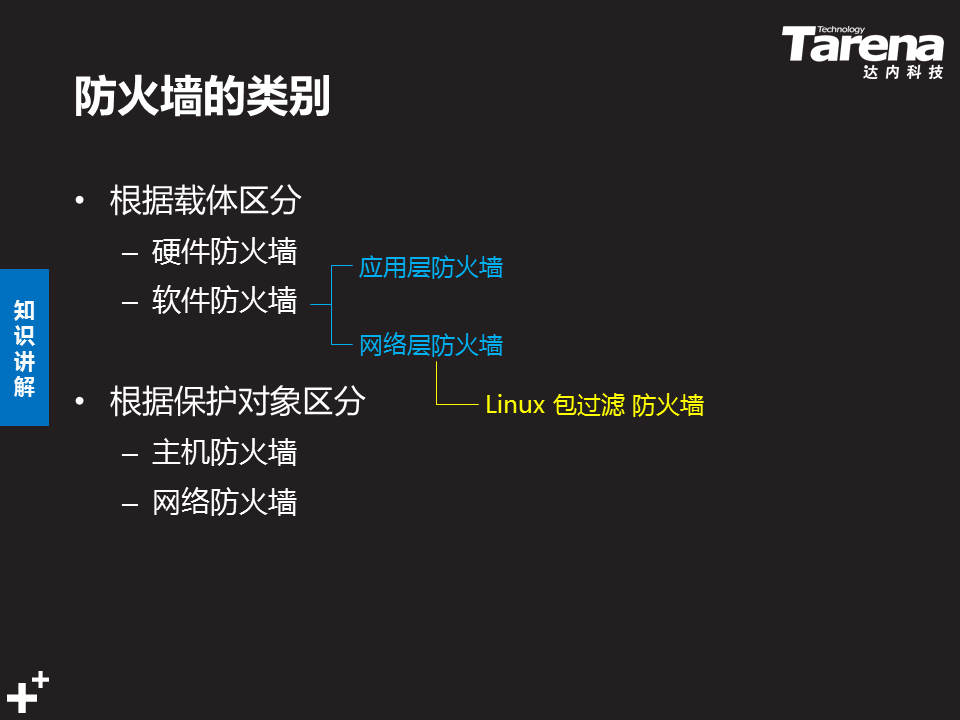 Technology
Tarena
达内科技
防火墙的类别
• 根据载体区分
– 硬件防火墙
– 软件防火墙
应用层防火墙
网络层防火墙
Linux 包过滤 防火墙
• 根据保护对象区分
– 主机防火墙
– 网络防火墙
知识讲解